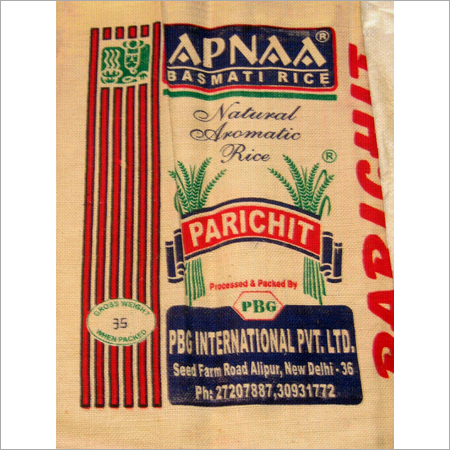 APNAA ®
BASMATI RICE
Natural
Aromatic
Rice ®
PARICHIT
Processed & Packed By
PBG
PBG INTERNATIONAL PVT. LTD.
Seed Farm Road Alipur, New Delhi - 36
Ph: 27207887,30931772
GROSS WEIGHT
35
WHEN PACKED
PARICHIT